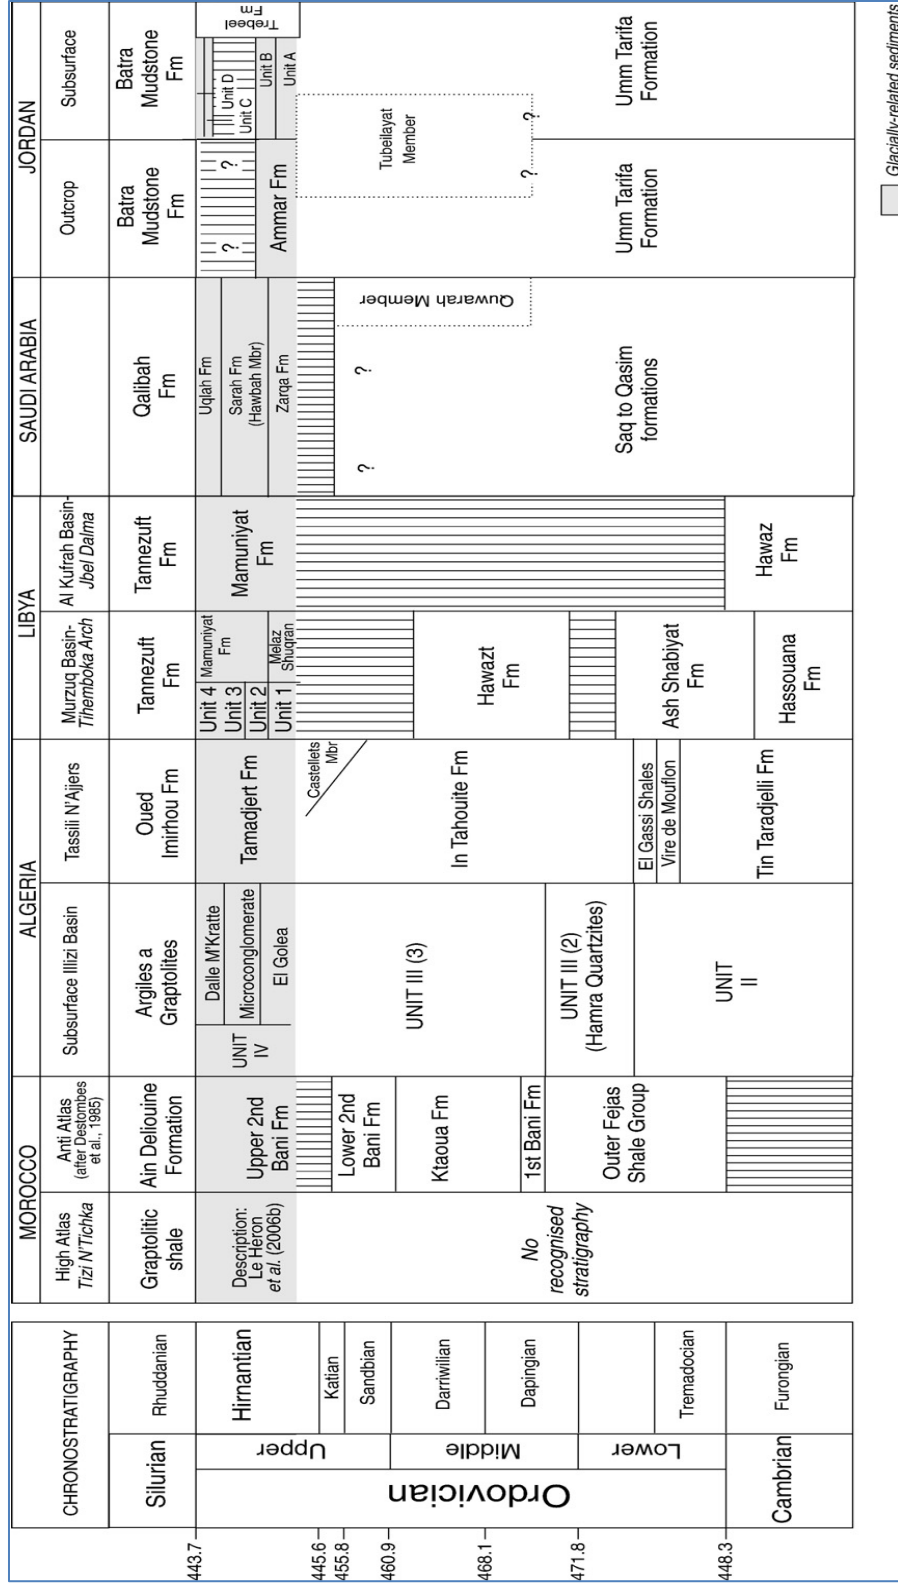 CHRONOSTRATIGRAPHY
MOROCCO
ALGERIA
LIBYA
SAUDI ARABIA
JORDAN
High Atlas
Tizi N'Tichka
Anti Atlas
(after Destombes
et al., 1985)
Subsurface Illizi Basin
Tassili N'Ajjers
Murzuq Basin-
Tihemboka Arch
Al Kufrah Basin-
Jbel Dalma
Outcrop
Subsurface
Silurian
Rhuddanian
Graptolitic
shale
Ain Deliouine
Formation
Argiles a
Graptolites
Oued
Imirhou Fm
Tannezuft
Fm
Tannezuft
Fm
Qalibah
Fm
Batra
Mudstone
Fm
Batra
Mudstone
Fm
443.7
445.6
455.8
460.9
468.1
471.8
448.3
Ordovician
Upper
Middle
Lower
Hirnantian
Katian
Sandbian
Darriwilian
Dapingian
Tremadocian
Cambrian
Furongian
Description:
Le Heron
et al. (2006b)
No
recognised
stratigraphy
Upper 2nd
Bani Fm
Lower 2nd
Bani Fm
Ktaoua Fm
1st Bani Fm
Outer Fejas
Shale Group
UNIT
IV
Dalle M'Kratte
Microconglomerate
El Golea
UNIT III (3)
UNIT III (2)
(Hamra Quartzites)
UNIT
II
Tamadjert Fm
Castellets
Mbr
In Tahouite Fm
El Gassi Shales
Vire de Mouflon
Tin Taradjelli Fm
Unit 4
Unit 3
Unit 2
Unit 1
Mamuniyat
Fm
Melaz
Shuqran
Hawazt
Fm
Ash Shabiyat
Fm
Hassouana
Fm
Mamuniyat
Fm
Hawaz
Fm
Uqlah Fm
Sarah Fm
(Hawbah Mbr)
Zarqa Fm
?
?
Quwarah Member
Saq to Qasim
formations
?
?
Ammar Fm
Tubeilayat
Member
?
?
Umm Tarifa
Formation
Trebeel
Fm
Unit D
Unit C
Unit B
Unit A
Umm Tarifa
Formation
Glacially-related sediments